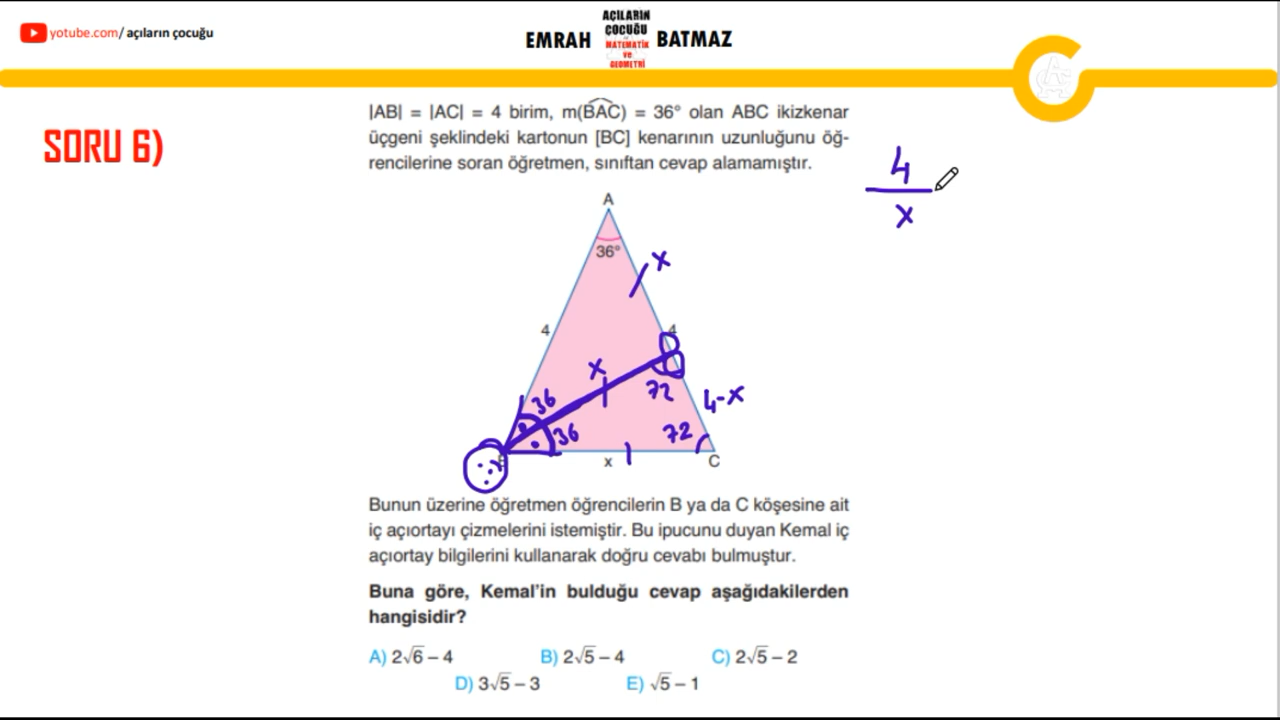 yotube.com/ açıların çocuğu
EMRAH
AÇILARIN
ÇOCUĞU
MATEMATİK
ve
GEOMETRİ
BATMAZ
SORU 6)
|AB| = |AC| = 4 birim, m(BAC) = 36° olan ABC ikizkenar
üçgeni şeklindeki kartonun [BC] kenarının uzunluğunu öğ-
rencilerine soran öğretmen, sınıftan cevap alamamıştır.
4
x
A
36°
x
4
4
x
36
72
4-x
36
72
B
x
C
Bunun üzerine öğretmen öğrencilerin B ya da C köşesine ait
iç açıortayı çizmelerini istemiştir. Bu ipucunu duyan Kemal iç
açıortay bilgilerini kullanarak doğru cevabı bulmuştur.
Buna göre, Kemal'in bulduğu cevap aşağıdakilerden
hangisidir?
A) 2√6 – 4 B) 2√5 – 4 C) 2√5 – 2
D) 3√5 – 3 E) √5 – 1